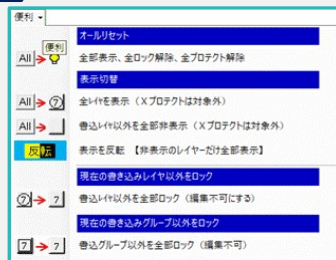 便利
オールリセット
便利
All 全部表示、全ロック解除、全プロテクト解除
表示切替
All ? 全ﾚｲﾔを表示（Xプロテクトは対象外）
All 書込ﾚｲﾔ以外を全部非表示（Xプロテクトは対象外）
反転 表示を反転 【非表示のレイヤーだけ全部表示】
現在の書き込みレイヤ以外をロック
? ? 書込ﾚｲﾔ以外を全部ロック（編集不可にする）
現在の書き込みグループ以外をロック
? ? 書込グループ以外を全部ロック（編集不可）